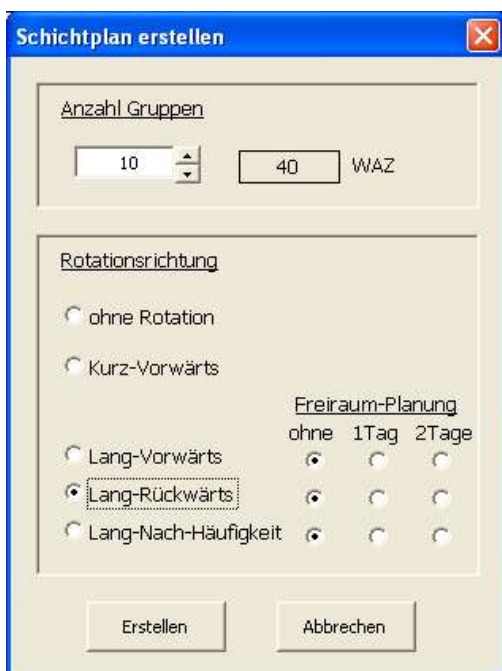 Schichtplan erstellen
Anzahl Gruppen
10 40 WAZ
Rotationsrichtung
ohne Rotation
Kurz-Vorwärts
Freiraum-Planung
ohne 1Tag 2Tage
Lang-Vorwärts
Lang-Rückwärts
Lang-Nach-Häufigkeit
Erstellen Abbrechen